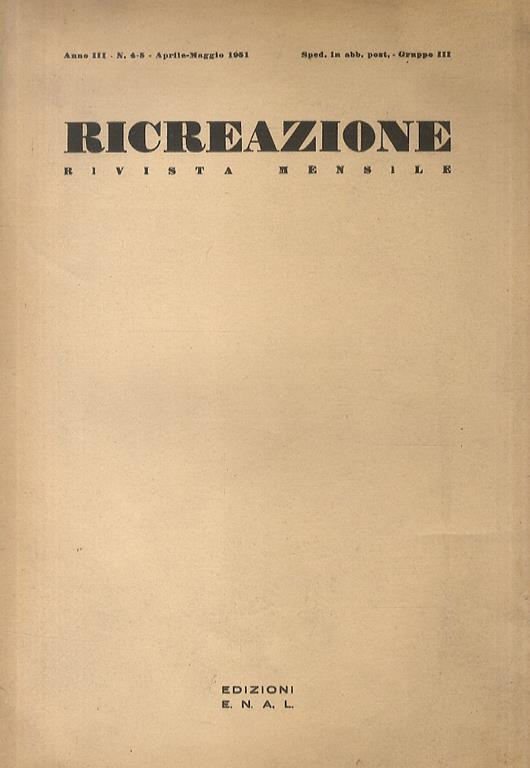 Anno III - N. 4-5 - Aprile-Maggio 1951 Sped. in abb. post. - Gruppo III
RICREAZIONE
RIVISTA MENSILE
EDIZIONI
E. N. A. L.